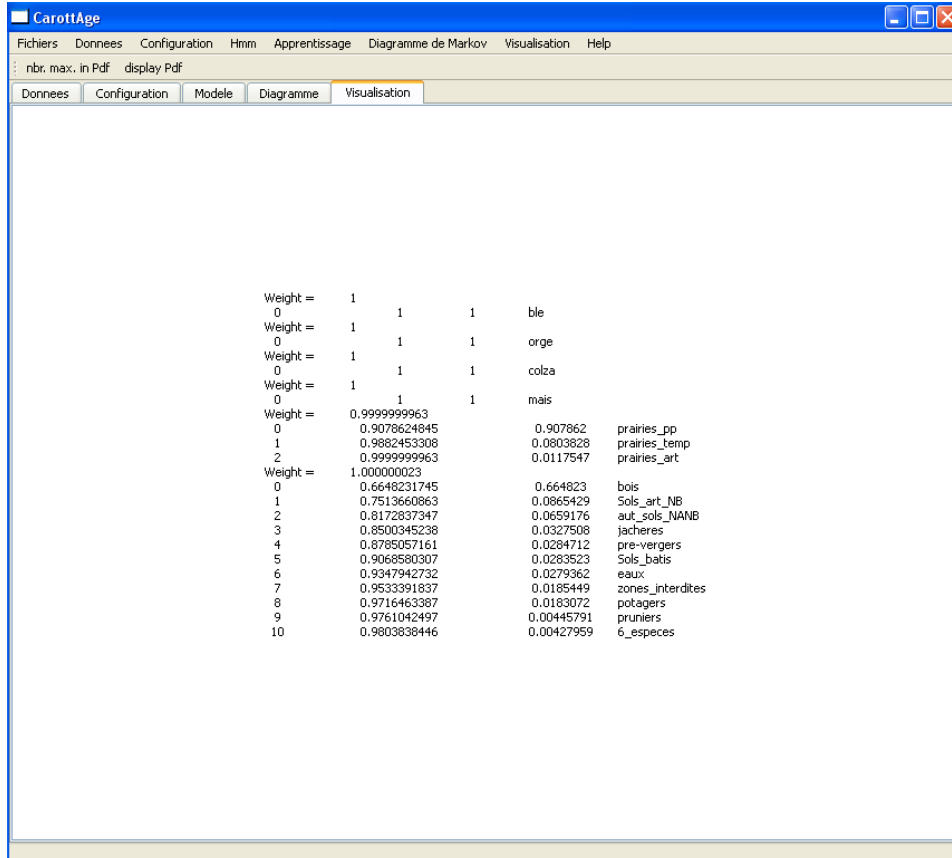 CarottAge
Fichiers Donnees Configuration Hmm Apprentissage Diagramme de Markov Visualisation Help
nbr. max. in Pdf display Pdf
Donnees Configuration Modele Diagramme Visualisation
Weight = 1
0 1 1 ble
Weight = 1
0 1 1 orge
Weight = 1
0 1 1 colza
Weight = 1
0 1 1 mais
Weight = 0.9999999963
0 0.9078624845 0.907862 prairies_pp
1 0.9882453308 0.0803828 prairies_temp
2 0.9999999963 0.0117547 prairies_art
Weight = 1.000000023
0 0.6648231745 0.664823 bois
1 0.7513660863 0.0865429 Sols_art_NB
2 0.8172837347 0.0659176 aut_sols_NANB
3 0.8500345238 0.0327508 jacheres
4 0.8785057161 0.0284712 pre-vergers
5 0.9068580307 0.0283523 Sols_batis
6 0.9347942732 0.0279362 eaux
7 0.9533391837 0.0185449 zones_interdites
8 0.9716463387 0.0183072 potagers
9 0.9761042497 0.00445791 pruniers
10 0.9803838446 0.00427959 6_especes